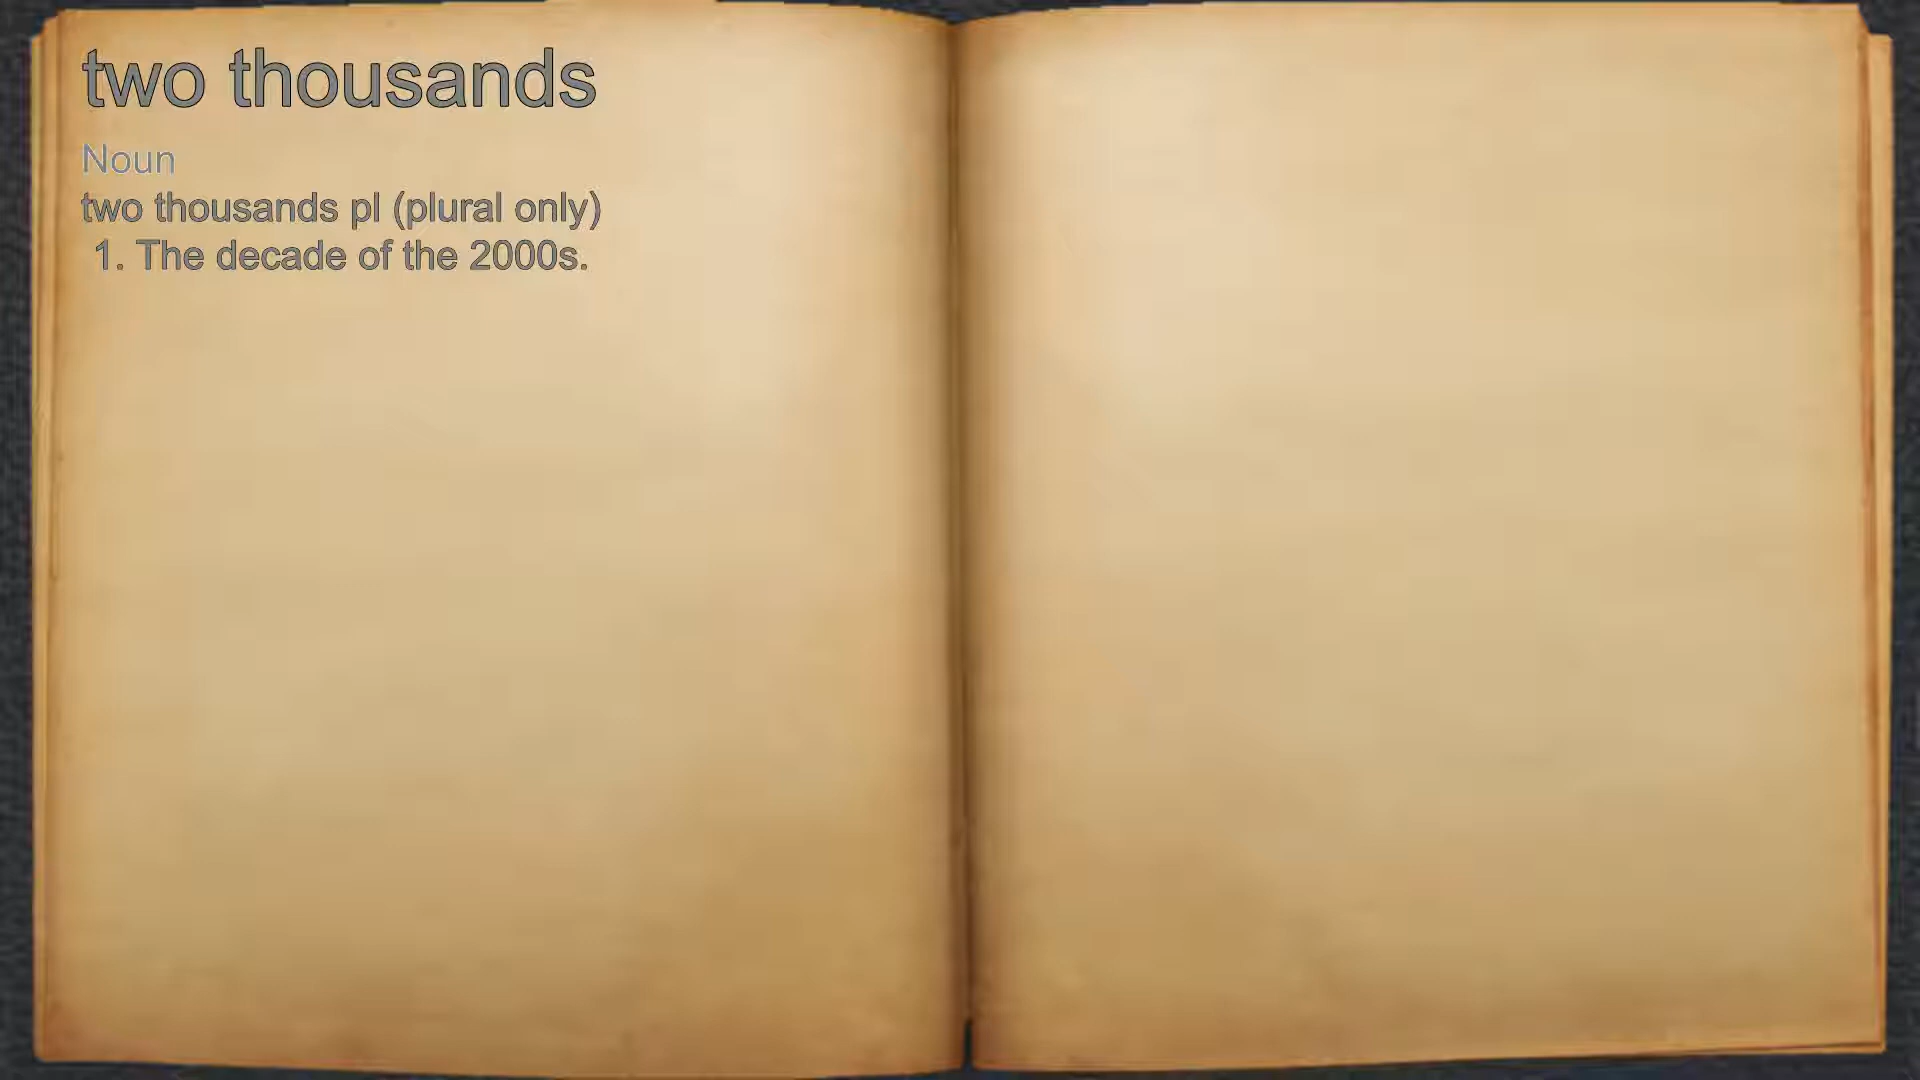 two thousands
Noun
two thousands pl (plural only)
1. The decade of the 2000s.